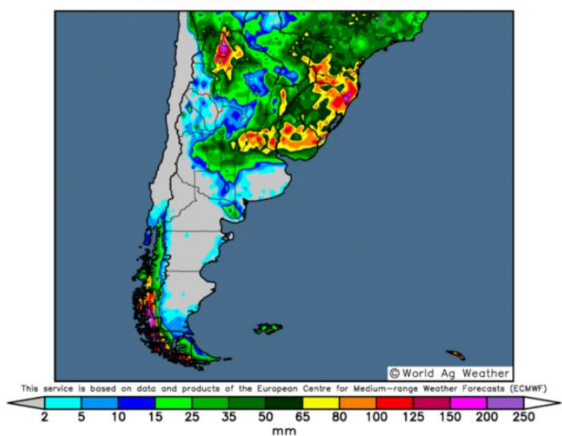 © World Ag Weather
This service is based on data and products of the European Centre for Medium-range Weather Forecasts (ECMWF)
2 5 10 15 25 35 50 65 80 100 125 150 200 250
mm